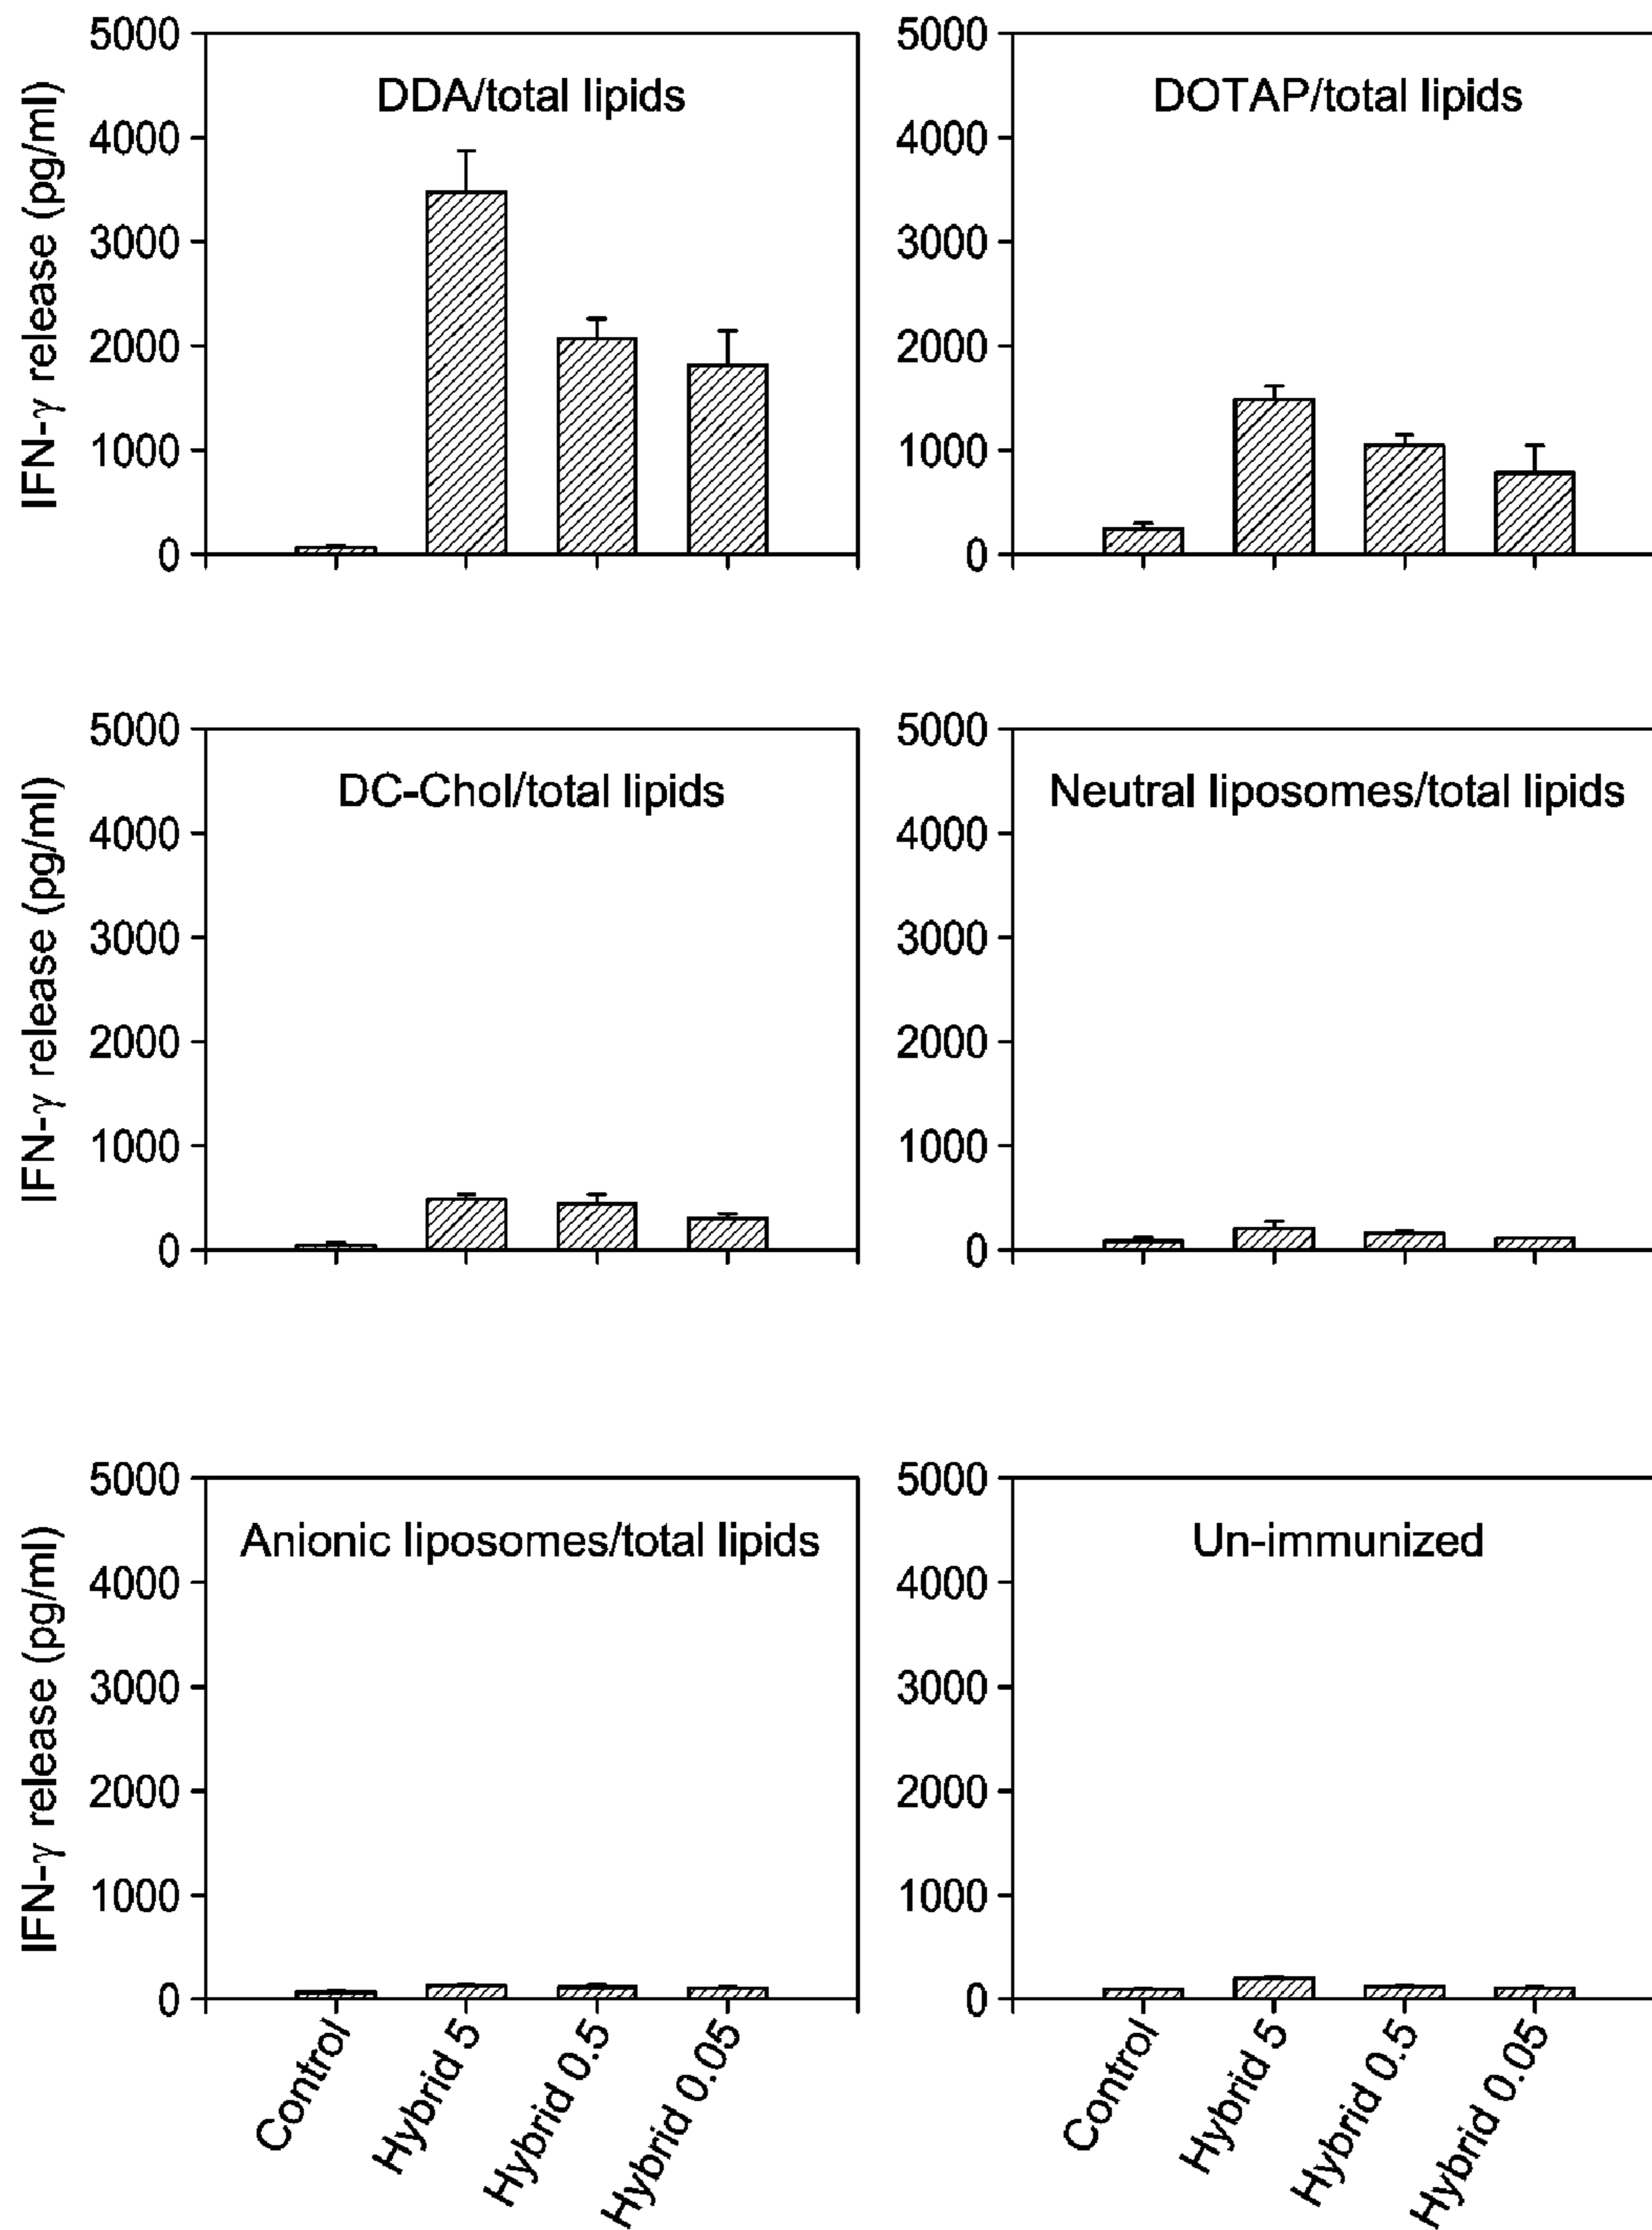 DDA/total lipids
IFN-γ release (pg/ml)
5000
4000
3000
2000
1000
0
DOTAP/total lipids
5000
4000
3000
2000
1000
0
DC-Chol/total lipids
IFN-γ release (pg/ml)
5000
4000
3000
2000
1000
0
Neutral liposomes/total lipids
5000
4000
3000
2000
1000
0
Anionic liposomes/total lipids
IFN-γ release (pg/ml)
5000
4000
3000
2000
1000
0
Control
Hybrid 5
Hybrid 0.5
Hybrid 0.05
Un-immunized
5000
4000
3000
2000
1000
0
Control
Hybrid 5
Hybrid 0.5
Hybrid 0.05